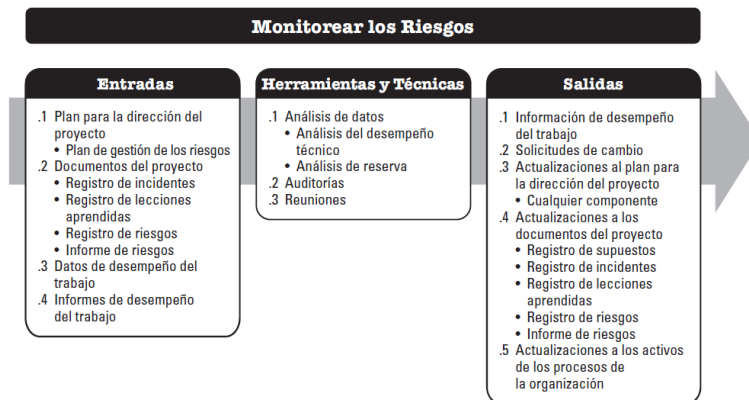 Monitorear los Riesgos
Entradas
.1 Plan para la dirección del
proyecto
• Plan de gestión de los riesgos
.2 Documentos del proyecto
• Registro de incidentes
• Registro de lecciones
aprendidas
• Registro de riesgos
• Informe de riesgos
.3 Datos de desempeño del
trabajo
.4 Informes de desempeño
del trabajo
Herramientas y Técnicas
.1 Análisis de datos
• Análisis del desempeño
técnico
• Análisis de reserva
.2 Auditorías
.3 Reuniones
Salidas
.1 Información de desempeño
del trabajo
.2 Solicitudes de cambio
.3 Actualizaciones al plan para
la dirección del proyecto
• Cualquier componente
.4 Actualizaciones a los
documentos del proyecto
• Registro de supuestos
• Registro de incidentes
• Registro de lecciones
aprendidas
• Registro de riesgos
• Informe de riesgos
.5 Actualizaciones a los activos
de los procesos de
la organización